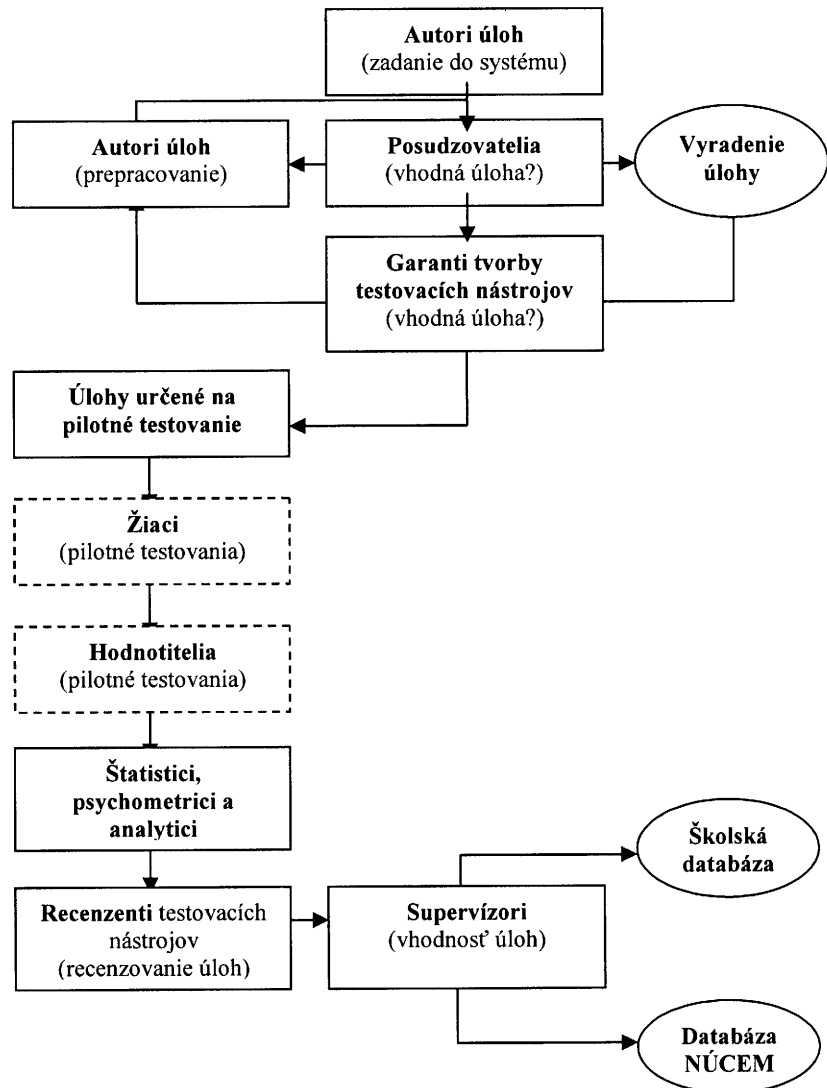 Autori úloh
(zadanie do systému)
Autori úloh
(prepracovanie)
Posudzovatelia
(vhodná úloha?)
Vyradenie
úlohy
Garanti tvorby
testovacích nástrojov
(vhodná úloha?)
Úlohy určené na
pilotné testovanie
Žiaci
(pilotné testovania)
Hodnotitelia
(pilotné testovania)
Štatistici,
psychometrici a
analytici
Školská
databáza
Recenzenti testovacích
nástrojov
(recenzovanie úloh)
Supervízori
(vhodnosť úloh)
Databáza
NÚCEM